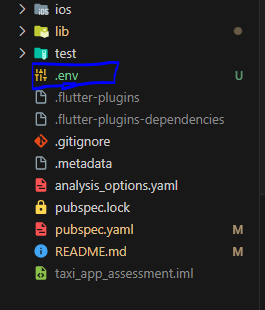 ios
lib
test
.env U
.flutter-plugins
.flutter-plugins-dependencies
.gitignore
.metadata
analysis_options.yaml
pubspec.lock
pubspec.yaml M
README.md M
taxi_app_assessment.iml